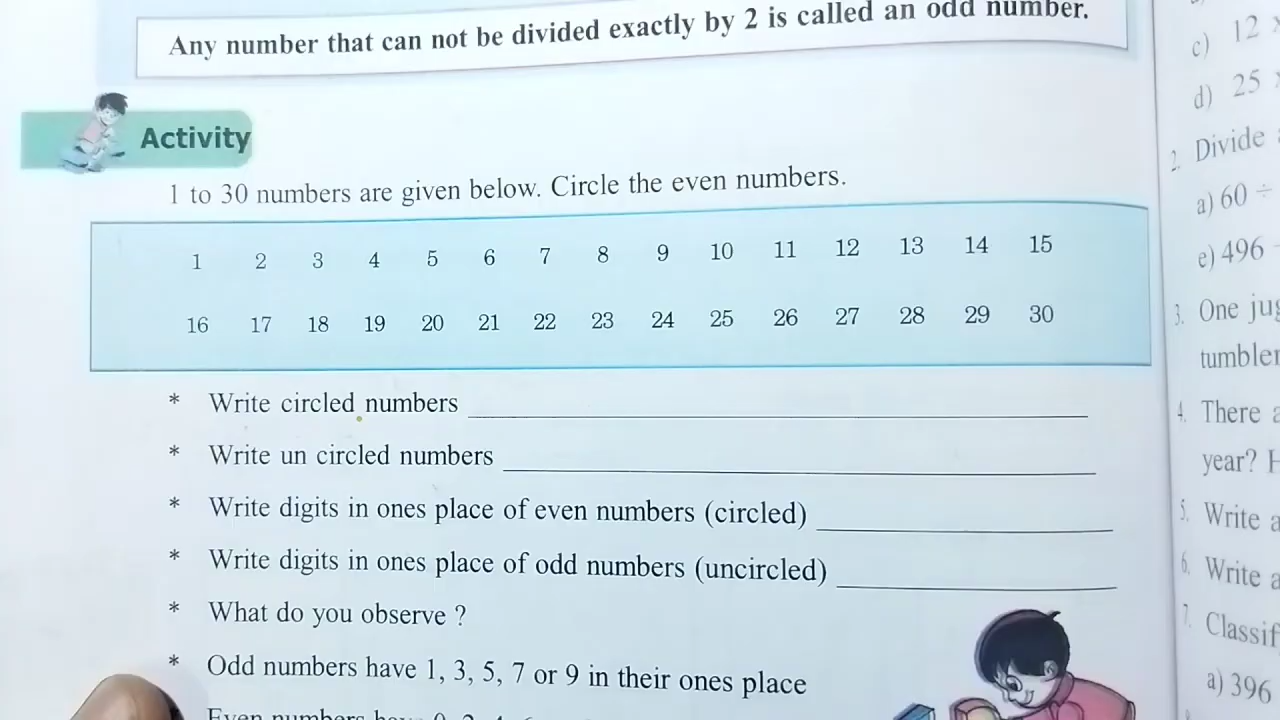 Any number that can not be divided exactly by 2 is called an odd number.
Activity
1 to 30 numbers are given below. Circle the even numbers.
1 2 3 4 5 6 7 8 9 10 11 12 13 14 15
16 17 18 19 20 21 22 23 24 25 26 27 28 29 30
* Write circled numbers
* Write un circled numbers
* Write digits in ones place of even numbers (circled)
* Write digits in ones place of odd numbers (uncircled)
* What do you observe ?
* Odd numbers have 1, 3, 5, 7 or 9 in their ones place
Even numbers
c) 12
d) 25
2. Divide
a) 60 ÷
e) 496
3. One
4. There
year?
5. Write
6. Write
7.
a) 396